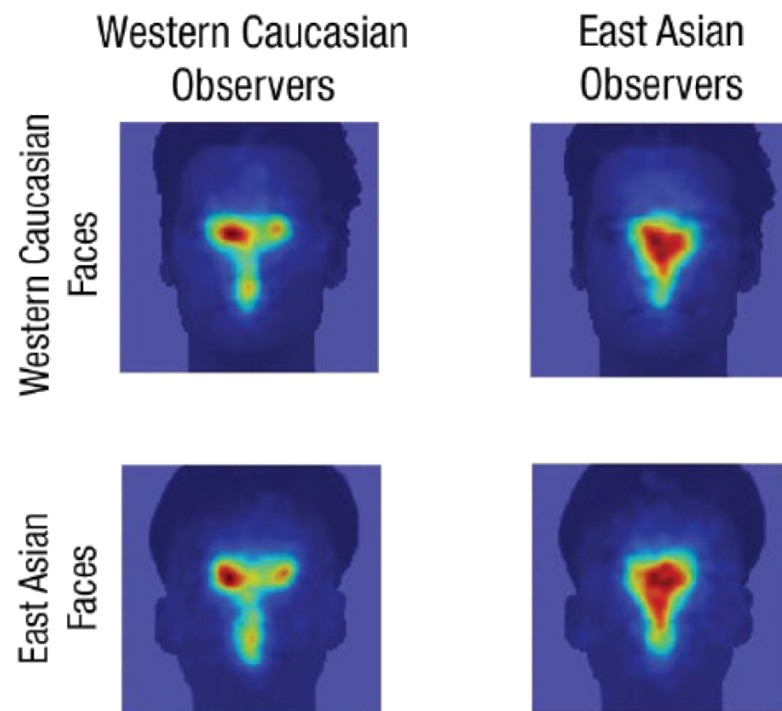 Western Caucasian
Observers
East Asian
Observers
Western Caucasian
Faces
East Asian
Faces